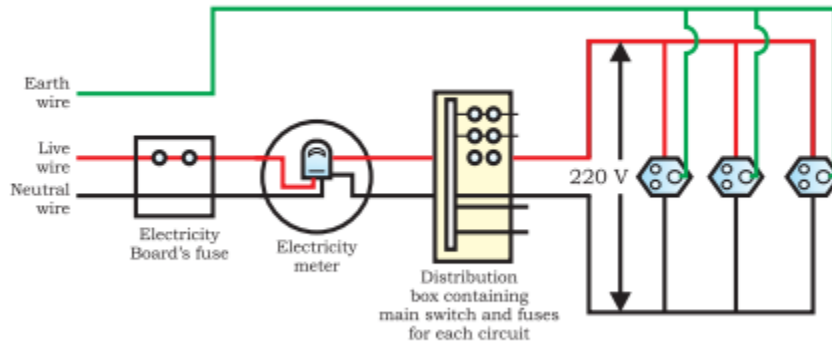 Earth
wire
Live
wire
Neutral
wire
Electricity
Board's fuse
Electricity
meter
Distribution
box containing
main switch and fuses
for each circuit
220 V